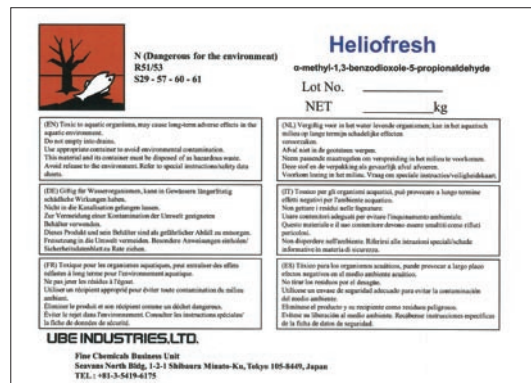 N (Dangerous for the environment)
R51/53
S29 - 57 - 60 - 61
Heliofresh
α-methyl-1,3-benzodioxole-5-propionaldehyde
Lot No.
NET kg
(EN) Toxic to aquatic organisms, may cause long-term adverse effects in the
aquatic environment.
Do not empty into drains.
Use appropriate container to avoid environmental contamination.
This material and its container must be disposed of as hazardous waste.
Avoid release to the environment. Refer to special instructions/safety data
sheets.
(NL) Vergiftig voor in het water levende organismen, kan in het aquatisch
milieu op lange termijn schadelijke effecten
veroorzaken.
Afval niet in de gootsteen werpen.
Neem passende maatregelen om verspreiding in het milieu te voorkomen.
Deze stof en de verpakking als gevaarlijk afval afvoeren.
Voorkom lozing in het milieu. Vraag om speciale instructies/veiligheidskaart.
(DE) Giftig für Wasserorganismen, kann in Gewässern längerfristig
schädliche Wirkungen haben.
Nicht in die Kanalisation gelangen lassen.
Zur Vermeidung einer Kontamination der Umwelt geeigneten
Behälter verwenden.
Dieses Produkt und sein Behälter sind als gefährlicher Abfall zu entsorgen.
Freisetzung in die Umwelt vermeiden. Besondere Anweisungen einholen/
Sicherheitsdatenblatt zu Rate ziehen.
(IT) Tossico per gli organismi acquatici, può provocare a lungo termine
effetti negativi per l'ambiente acquatico.
Non gettare i residui nelle fognature.
Usare contenitori adeguati per evitare l'inquinamento ambientale.
Questo materiale e il suo contenitore devono essere smaltiti come rifiuti
pericolosi.
Non disperdere nell'ambiente. Riferirsi alle istruzioni speciali/schede
informative in materia di sicurezza.
(FR) Toxique pour les organismes aquatiques, peut entraîner des effets
néfastes à long terme pour l'environnement aquatique.
Ne pas jeter les résidus à l'égout.
Utiliser un récipient approprié pour éviter toute contamination du milieu
ambiant.
Éliminer le produit et son récipient comme un déchet dangereux.
Éviter le rejet dans l'environnement. Consulter les instructions spéciales/
la fiche de données de sécurité.
(ES) Tóxico para los organismos acuáticos, puede provocar a largo plazo
efectos negativos en el medio ambiente acuático.
No tirar los residuos por el desagüe.
Utilícese un envase de seguridad adecuado para evitar la contaminación
del medio ambiente.
Elimínese el producto y su recipiente como residuos peligrosos.
Evítese su liberación al medio ambiente. Recábense instrucciones específicas
de la ficha de datos de seguridad.
UBE INDUSTRIES,LTD.
Fine Chemicals Business Unit
Seavans North Bldg, 1-2-1 Shibaura Minato-Ku, Tokyo 105-8449, Japan
TEL : +81-3-5419-6175